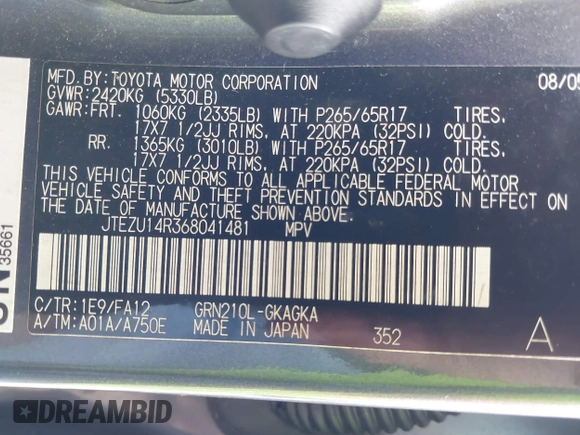 MFD. BY: TOYOTA MOTOR CORPORATION 08/05
GVWR: 2420KG (5330LB)
GAWR: FRT. 1060KG (2335LB) WITH P265/65R17 TIRES,
17X7 1/2JJ RIMS, AT 220KPA (32PSI) COLD.
RR. 1365KG (3010LB) WITH P265/65R17 TIRES,
17X7 1/2JJ RIMS, AT 220KPA (32PSI) COLD.
THIS VEHICLE CONFORMS TO ALL APPLICABLE FEDERAL MOTOR
VEHICLE SAFETY AND THEFT PREVENTION STANDARDS IN EFFECT ON
THE DATE OF MANUFACTURE SHOWN ABOVE.
JTEZU14R368041481 MPV
C/TR: 1E9/FA12 GRN210L-GKAGKA
A/TM: A01A/A750E MADE IN JAPAN 352 A
35661
DREAMBID